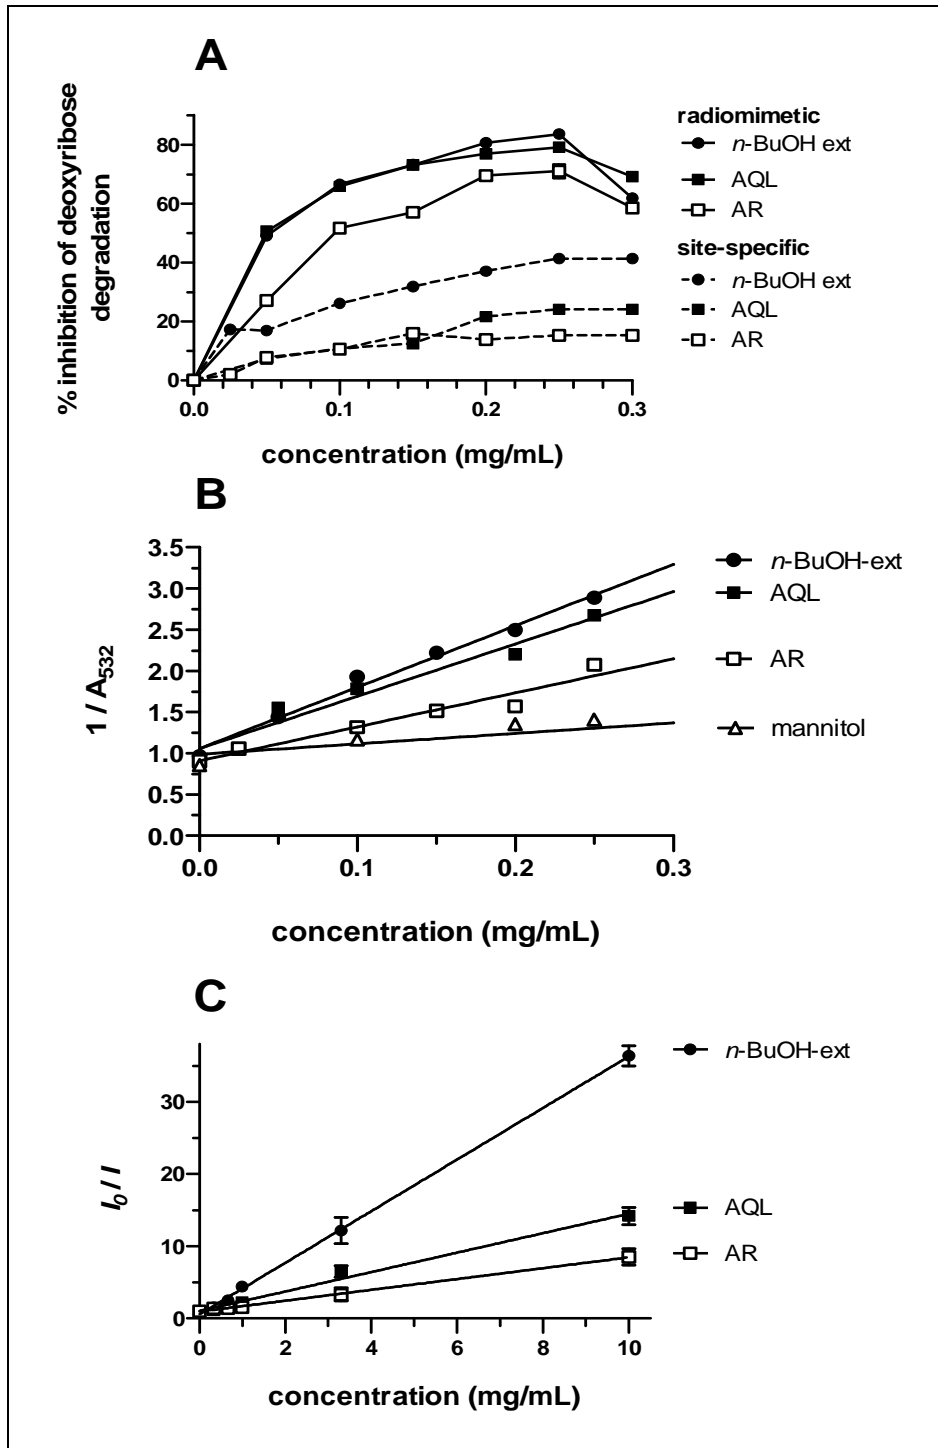 A
% inhibition of deoxyribose
degradation
80
60
40
20
0
0.0
0.1
0.2
0.3
concentration (mg/mL)
radiomimetic
n-BuOH ext
AQL
AR
site-specific
n-BuOH ext
AQL
AR
B
1 / A532
3.5
3.0
2.5
2.0
1.5
1.0
0.5
0.0
0.0
0.1
0.2
0.3
concentration (mg/mL)
n-BuOH-ext
AQL
AR
mannitol
C
I0 / I
30
20
10
0
0
2
4
6
8
10
concentration (mg/mL)
n-BuOH-ext
AQL
AR